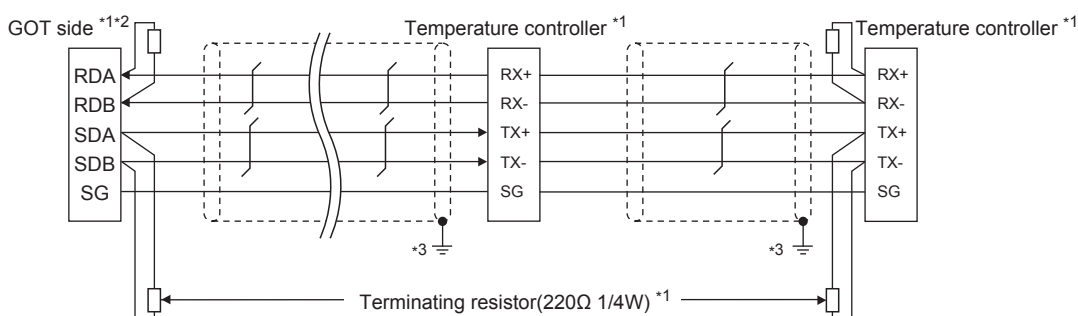 GOT side *1*2
Temperature controller *1
Temperature controller *1
RDA
RDB
SDA
SDB
SG
RX+
RX-
TX+
TX-
SG
RX+
RX-
TX+
TX-
SG
*3
*3
Terminating resistor(220Ω 1/4W) *1